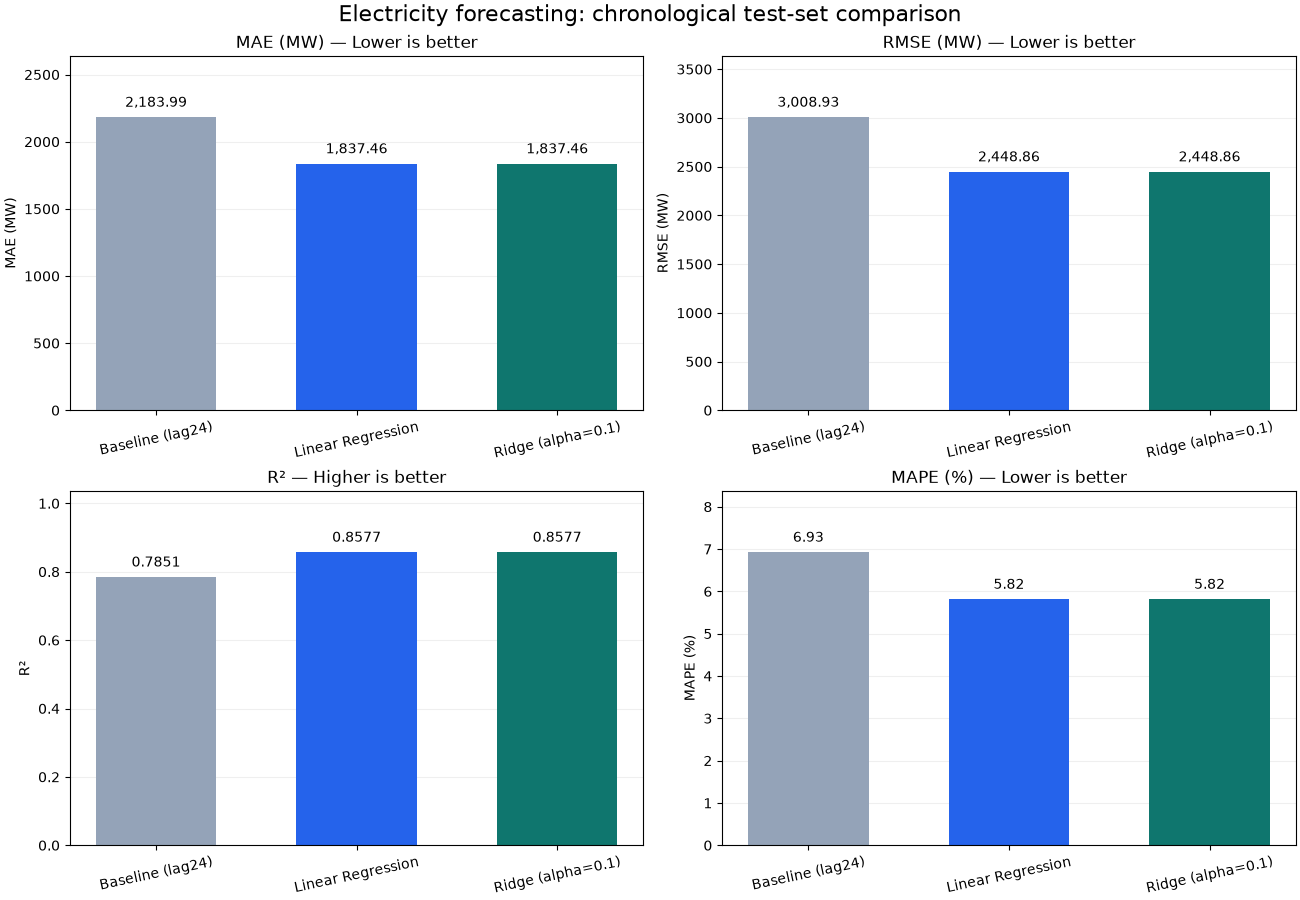 Electricity forecasting: chronological test-set comparison
MAE (MW) — Lower is better
MAE (MW)
2500
2000
1500
1000
500
0
2,183.99
1,837.46
1,837.46
Baseline (lag24)
Linear Regression
Ridge (alpha=0.1)
RMSE (MW) — Lower is better
RMSE (MW)
3500
3000
2500
2000
1500
1000
500
0
3,008.93
2,448.86
2,448.86
Baseline (lag24)
Linear Regression
Ridge (alpha=0.1)
R² — Higher is better
R²
1.0
0.8
0.6
0.4
0.2
0.0
0.7851
0.8577
0.8577
Baseline (lag24)
Linear Regression
Ridge (alpha=0.1)
MAPE (%) — Lower is better
MAPE (%)
8
7
6
5
4
3
2
1
0
6.93
5.82
5.82
Baseline (lag24)
Linear Regression
Ridge (alpha=0.1)